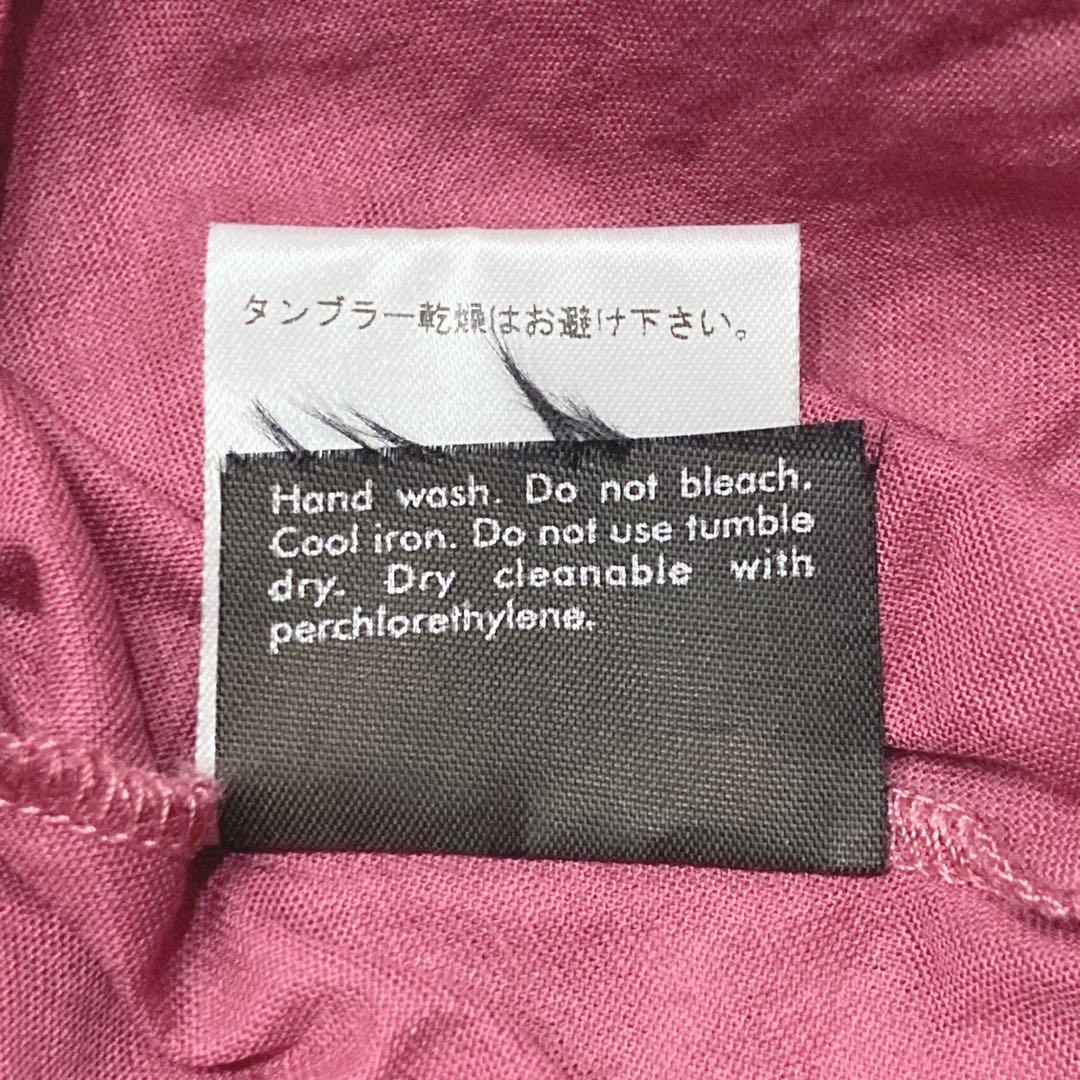 タンブラー乾燥はお避け下さい。
Hand wash. Do not bleach.
Cool iron. Do not use tumble
dry. Dry cleanable with
perchlorethylene.